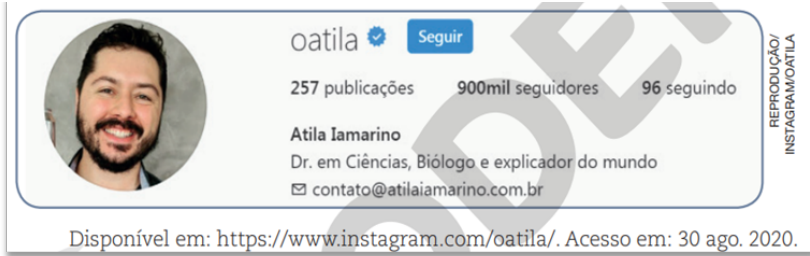 oatila Seguir
257 publicações 900mil seguidores 96 seguindo
Atila Iamarino
Dr. em Ciências, Biólogo e explicador do mundo
contato@atilaiamarino.com.br
REPRODUÇÃO/
INSTAGRAM/OATILA
Disponível em: https://www.instagram.com/oatila/. Acesso em: 30 ago. 2020.